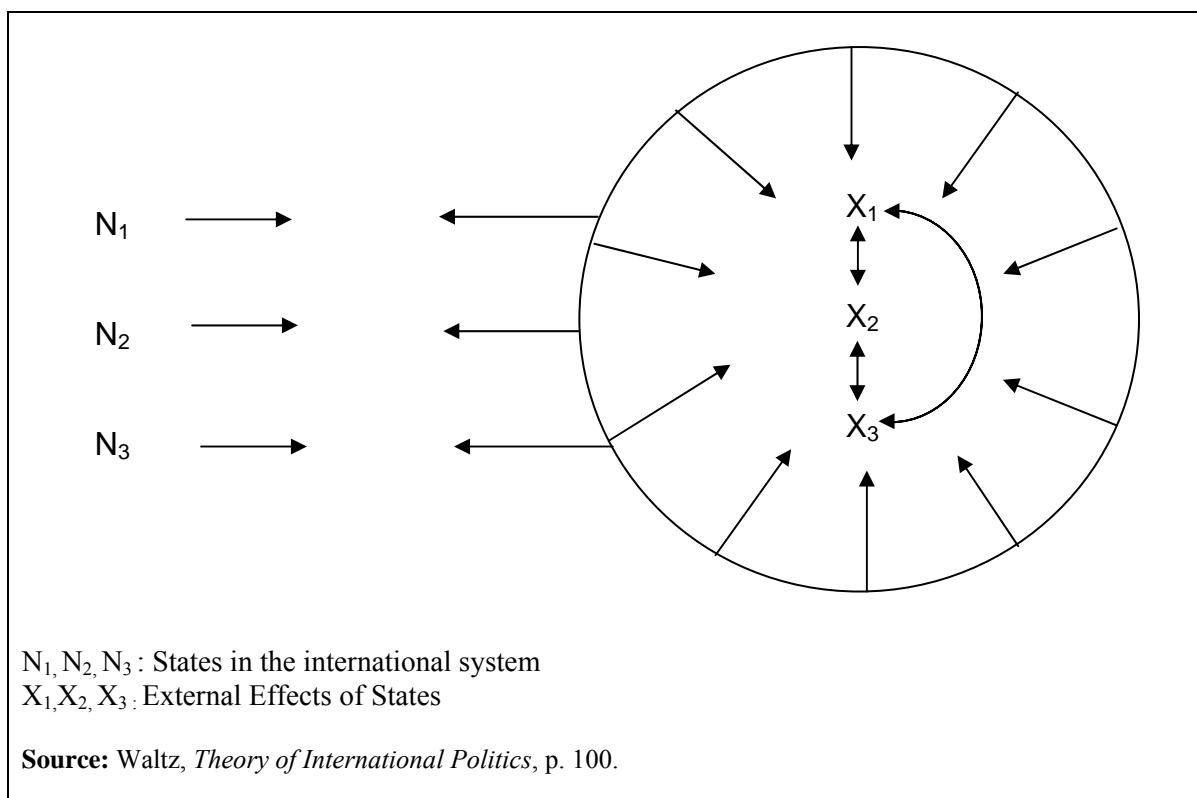 N₁
X₁
N₂
X₂
N₃
X₃
N₁, N₂, N₃ : States in the international system
X₁,X₂, X₃ : External Effects of States
Source: Waltz, Theory of International Politics, p. 100.